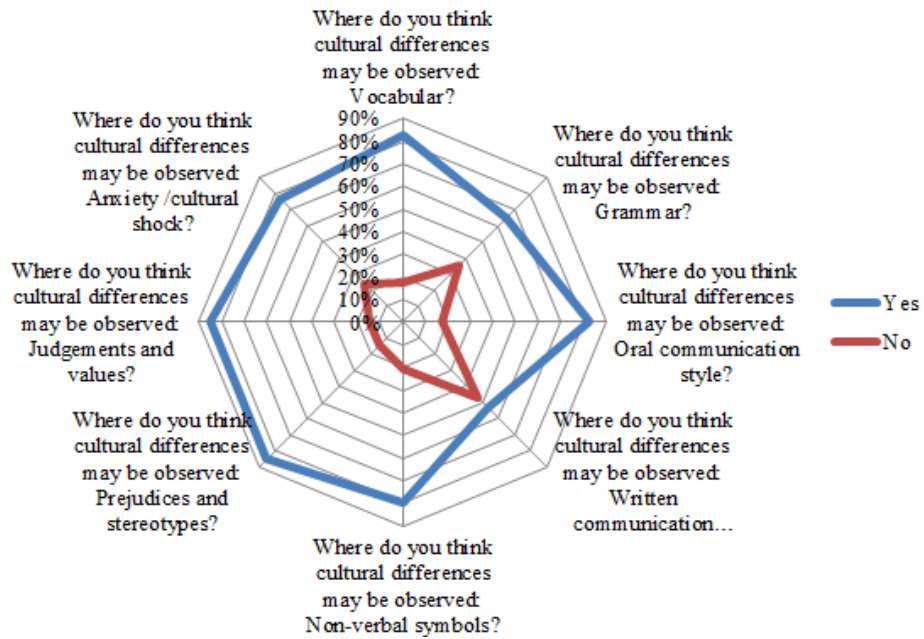 Where do you think
cultural differences
may be observed:
Vocabular?
Where do you think
cultural differences
may be observed:
Grammar?
Where do you think
cultural differences
may be observed:
Oral communication
style?
Where do you think
cultural differences
may be observed:
Written
communication…
Where do you think
cultural differences
may be observed:
Non-verbal symbols?
Where do you think
cultural differences
may be observed:
Prejudices and
stereotypes?
Where do you think
cultural differences
may be observed:
Judgements and
values?
Where do you think
cultural differences
may be observed:
Anxiety /cultural
shock?
90%
80%
70%
60%
50%
40%
30%
20%
10%
0%
Yes
No